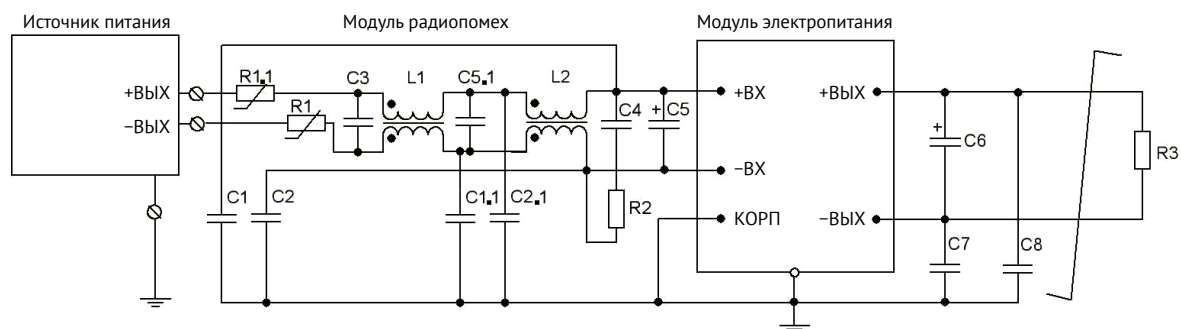 Источник питания
Модуль радиопомех
Модуль электропитания
+ВЫХ
−ВЫХ
R1.1
R1
C3
L1
C5.1
L2
C4
+ C5
+ВХ
−ВХ
КОРП
+ВЫХ
−ВЫХ
+
C6
R3
C1
C2
C1.1
C2.1
R2
C7
C8